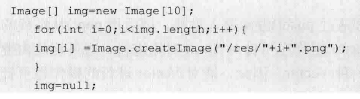 Image[] img=new Image[10];
for(int i=0;i<img.length;i++){
img[i] =Image.createImage("/res/"+i+".png");
}
img=null;